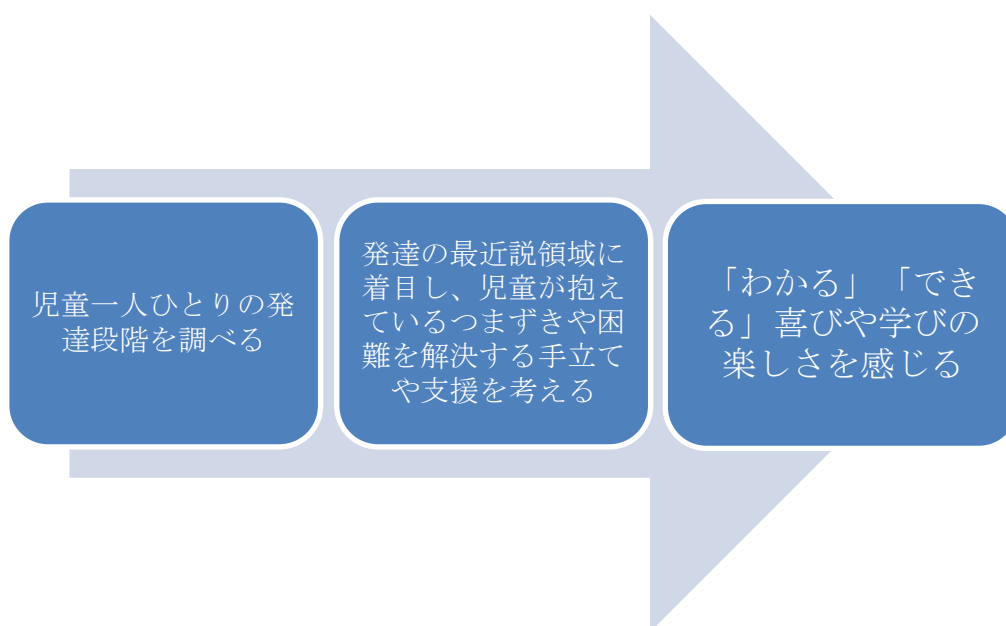 児童一人ひとりの発
達段階を調べる
発達の最近説領域に
着目し、児童が抱え
ているつまずきや困
難を解決する手立て
や支援を考える
「わかる」「でき
る」喜びや学びの
楽しさを感じる